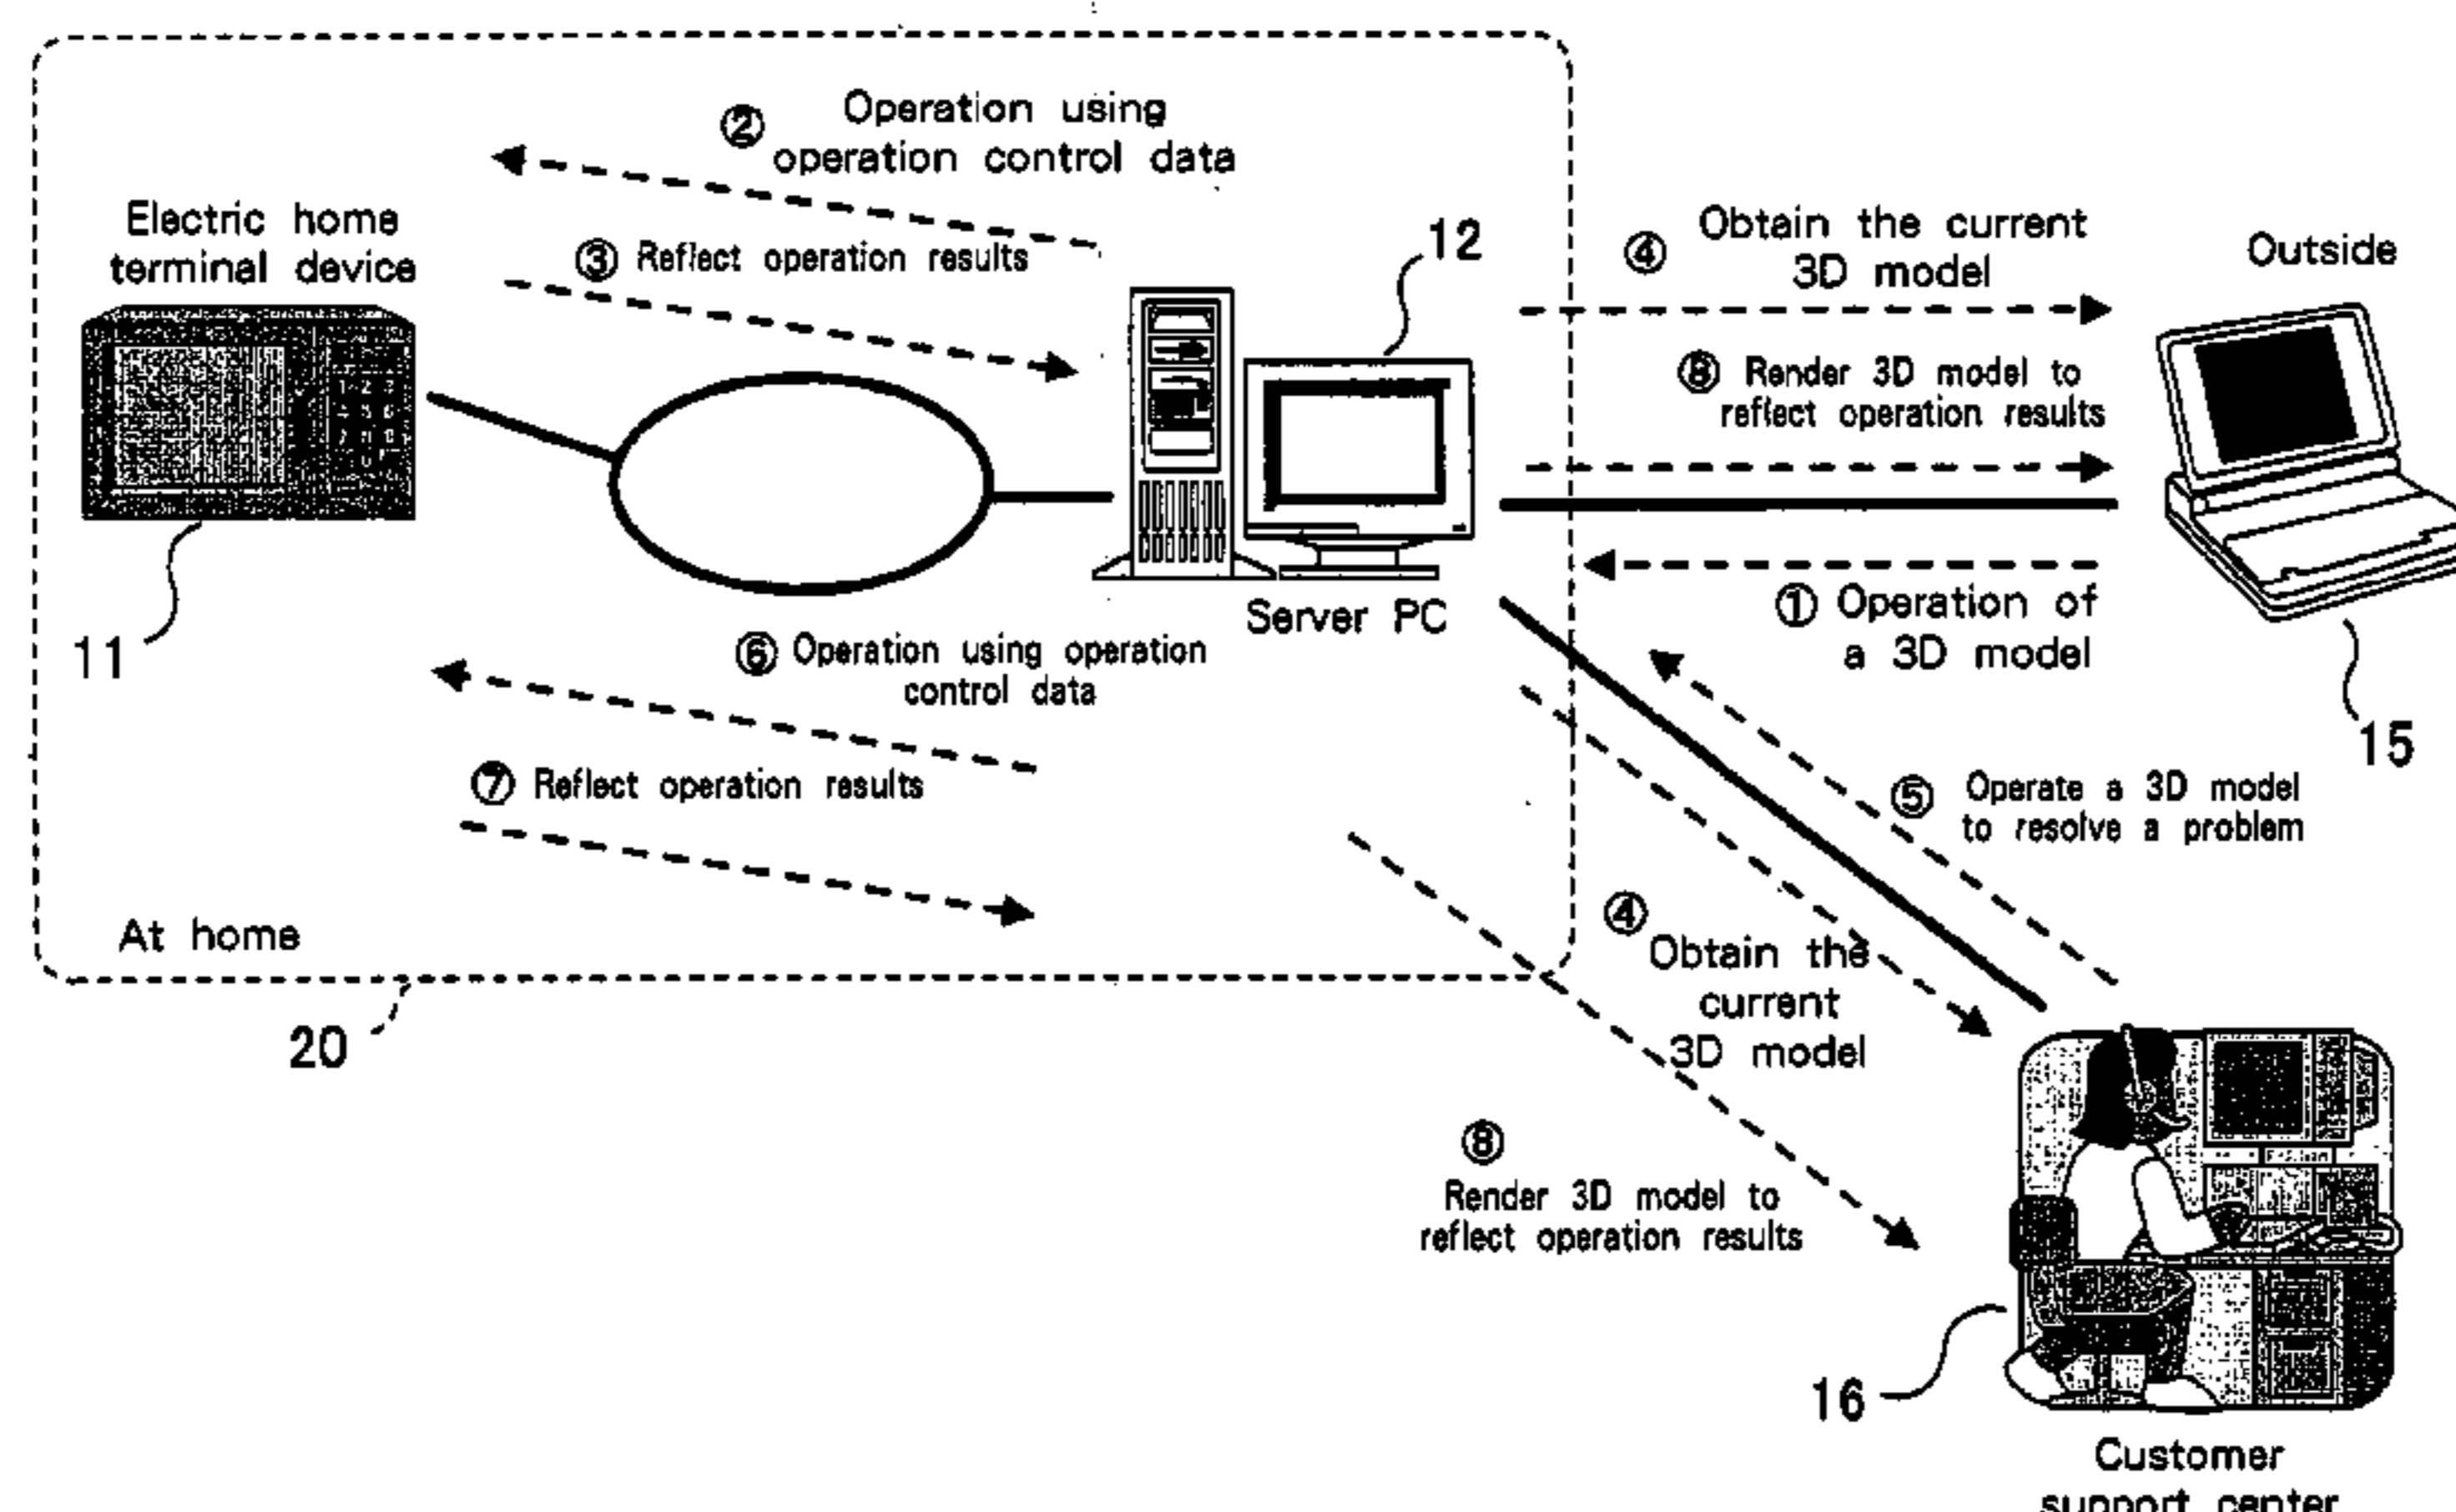 ② Operation using
operation control data
Electric home
terminal device
③ Reflect operation results
12
④ Obtain the current
3D model
Outside
⑧ Render 3D model to
reflect operation results
Server PC
① Operation of
a 3D model
11
⑥ Operation using operation
control data
15
⑦ Reflect operation results
⑤ Operate a 3D model
to resolve a problem
At home
④
Obtain the
current
3D model
20
⑧
Render 3D model to
reflect operation results
16
Customer
support center